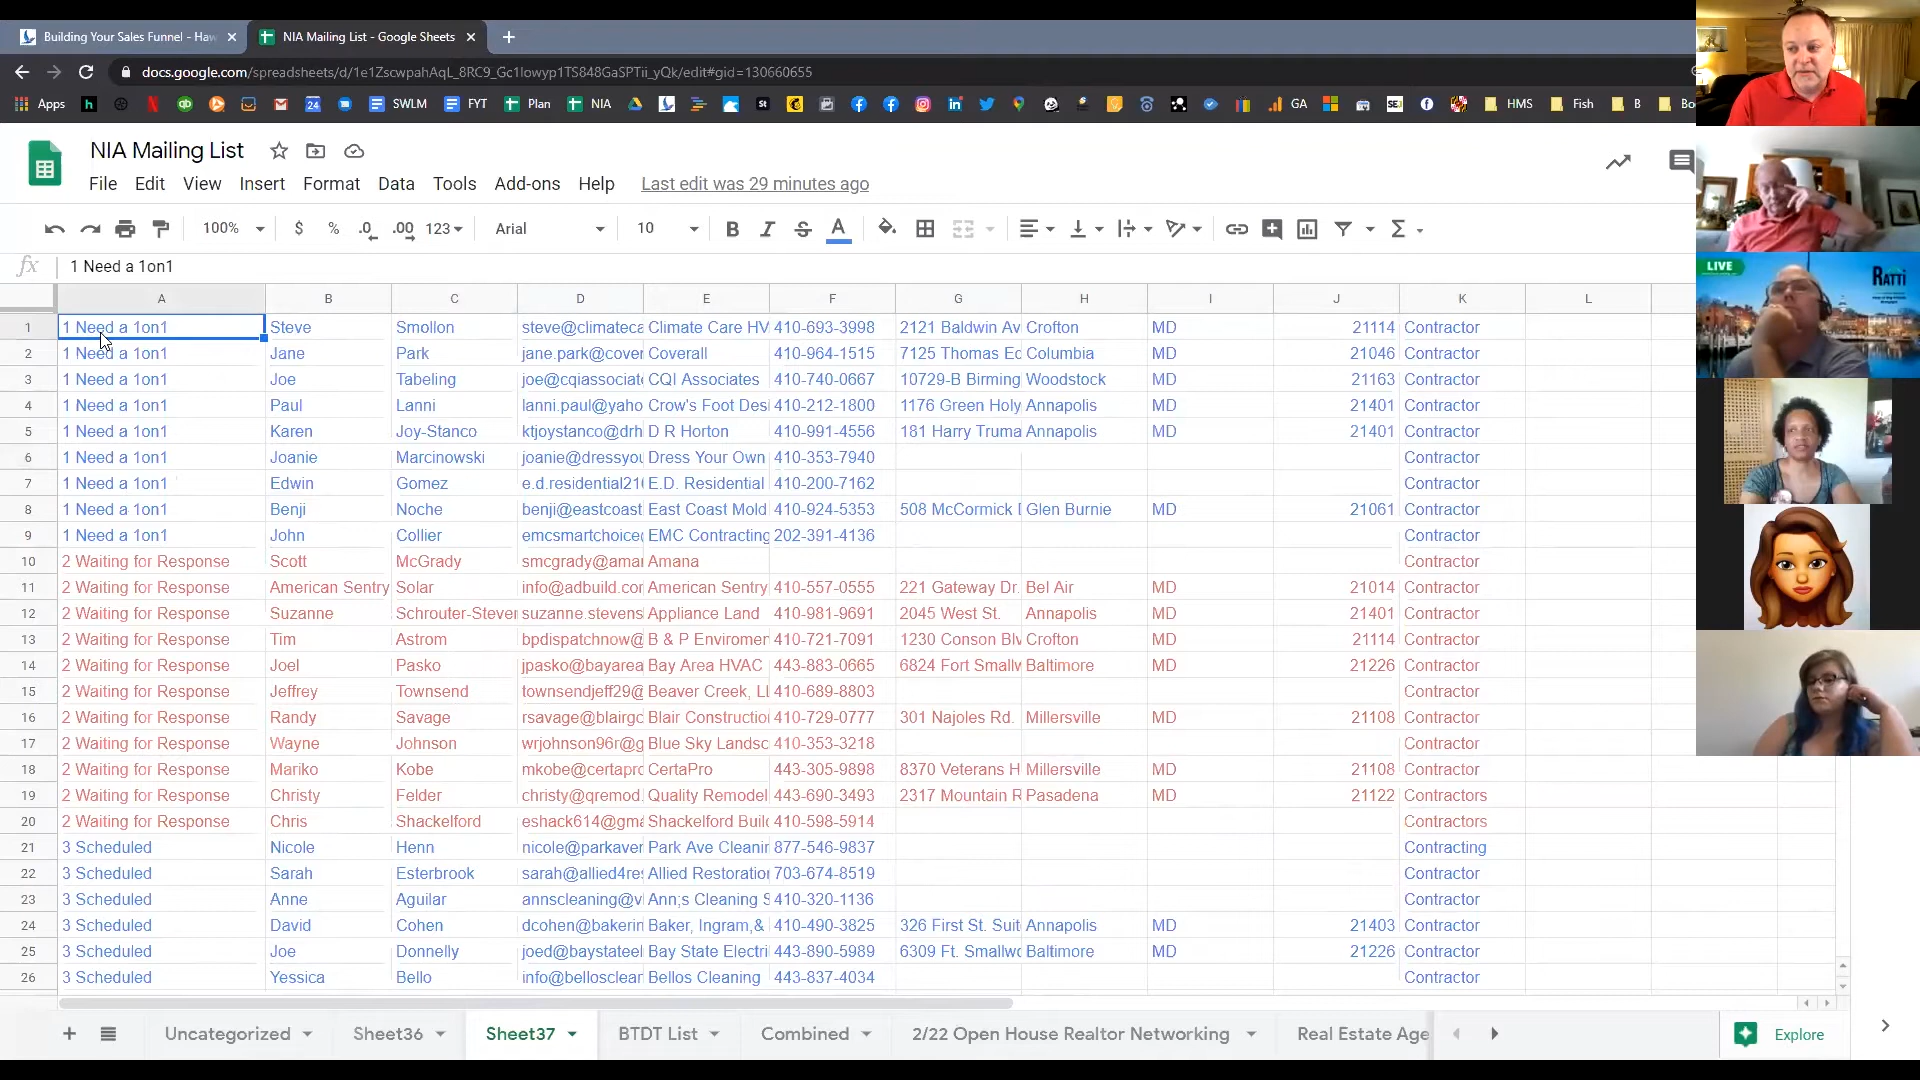 Building Your Sales Funnel - Haw
NIA Mailing List - Google Sheets
docs.google.com/spreadsheets/d/1e1ZscwpahAqL_8RC9_Gc1lowyp1TS848GaSPTii_yQk/edit#gid=130660655
Apps SWLM FYT Plan NIA GA HMS Fish B Bo
NIA Mailing List
File Edit View Insert Format Data Tools Add-ons Help Last edit was 29 minutes ago
100% $ % .0 .00 123 Arial 10 B I S A
fx 1 Need a 1on1
A B C D E F G H I J K L
1 1 Need a 1on1 Steve Smollon steve@climateca Climate Care HV 410-693-3998 2121 Baldwin Av Crofton MD 21114 Contractor
2 1 Need a 1on1 Jane Park jane.park@cover Coverall 410-964-1515 7125 Thomas Ed Columbia MD 21046 Contractor
3 1 Need a 1on1 Joe Tabeling joe@cqiassociate CQI Associates 410-740-0667 10729-B Birming Woodstock MD 21163 Contractor
4 1 Need a 1on1 Paul Lanni lanni.paul@yaho Crow's Foot Desi 410-212-1800 1176 Green Holy Annapolis MD 21401 Contractor
5 1 Need a 1on1 Karen Joy-Stanco ktjoystanco@drh D R Horton 410-991-4556 181 Harry Truma Annapolis MD 21401 Contractor
6 1 Need a 1on1 Joanie Marcinowski joanie@dressyou Dress Your Own 410-353-7940 Contractor
7 1 Need a 1on1 Edwin Gomez e.d.residential21 E.D. Residential 410-200-7162 Contractor
8 1 Need a 1on1 Benji Noche benji@eastcoast East Coast Mold 410-924-5353 508 McCormick Glen Burnie MD 21061 Contractor
9 1 Need a 1on1 John Collier emcsmartchoice EMC Contracting 202-391-4136 Contractor
10 2 Waiting for Response Scott McGrady smcgrady@amar Amana Contractor
11 2 Waiting for Response American Sentry Solar info@adbuild.cor American Sentry 410-557-0555 221 Gateway Dr. Bel Air MD 21014 Contractor
12 2 Waiting for Response Suzanne Schrouter-Steven suzanne.stevens Appliance Land 410-981-9691 2045 West St. Annapolis MD 21401 Contractor
13 2 Waiting for Response Tim Astrom bpdispatchnow@ B & P Enviromen 410-721-7091 1230 Conson Blv Crofton MD 21114 Contractor
14 2 Waiting for Response Joel Pasko jpasko@bayarea Bay Area HVAC 443-883-0665 6824 Fort Smallw Baltimore MD 21226 Contractor
15 2 Waiting for Response Jeffrey Townsend townsendjeff29@ Beaver Creek, LL 410-689-8803 Contractor
16 2 Waiting for Response Randy Savage rsavage@blairgc Blair Constructio 410-729-0777 301 Najoles Rd. Millersville MD 21108 Contractor
17 2 Waiting for Response Wayne Johnson wrjohnson96r@g Blue Sky Landsc 410-353-3218 Contractor
18 2 Waiting for Response Mariko Kobe mkobe@certapro CertaPro 443-305-9898 8370 Veterans H Millersville MD 21108 Contractor
19 2 Waiting for Response Christy Felder christy@qremod. Quality Remodel 443-690-3493 2317 Mountain R Pasadena MD 21122 Contractors
20 2 Waiting for Response Chris Shackelford eshack614@gma Shackelford Buil 410-598-5914 Contractors
21 3 Scheduled Nicole Henn nicole@parkaver Park Ave Cleanin 877-546-9837 Contracting
22 3 Scheduled Sarah Esterbrook sarah@allied4res Allied Restoratio 703-674-8519 Contractor
23 3 Scheduled Anne Aguilar annscleaning@v Ann;s Cleaning S 410-320-1136 Contractor
24 3 Scheduled David Cohen dcohen@bakerin Baker, Ingram,& 410-490-3825 326 First St. Suit Annapolis MD 21403 Contractor
25 3 Scheduled Joe Donnelly joed@baystateel Bay State Electri 443-890-5989 6309 Ft. Smallwo Baltimore MD 21226 Contractor
26 3 Scheduled Yessica Bello info@belloscleani Bellos Cleaning 443-837-4034 Contractor
Uncategorized Sheet36 Sheet37 BTDT List Combined 2/22 Open House Realtor Networking Real Estate Age Explore
LIVE
RATTI